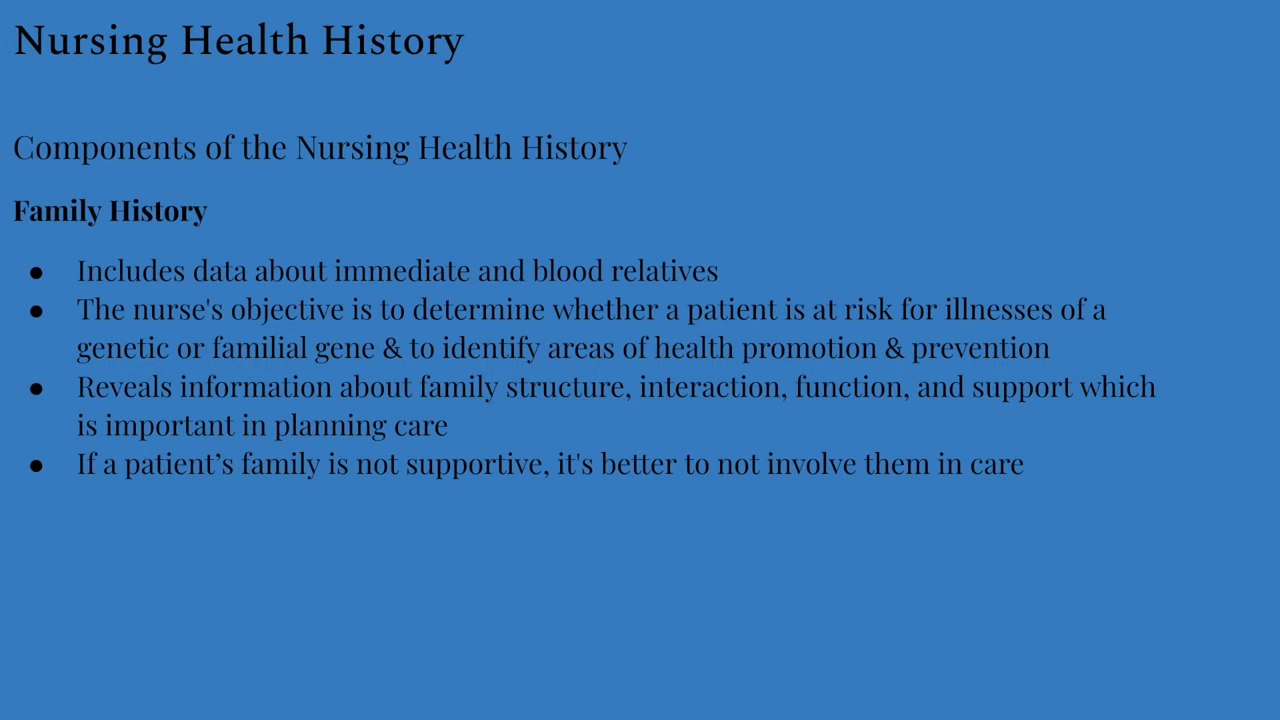 Nursing Health History
Components of the Nursing Health History
Family History
● Includes data about immediate and blood relatives
● The nurse's objective is to determine whether a patient is at risk for illnesses of a
genetic or familial gene & to identify areas of health promotion & prevention
● Reveals information about family structure, interaction, function, and support which
is important in planning care
● If a patient’s family is not supportive, it's better to not involve them in care